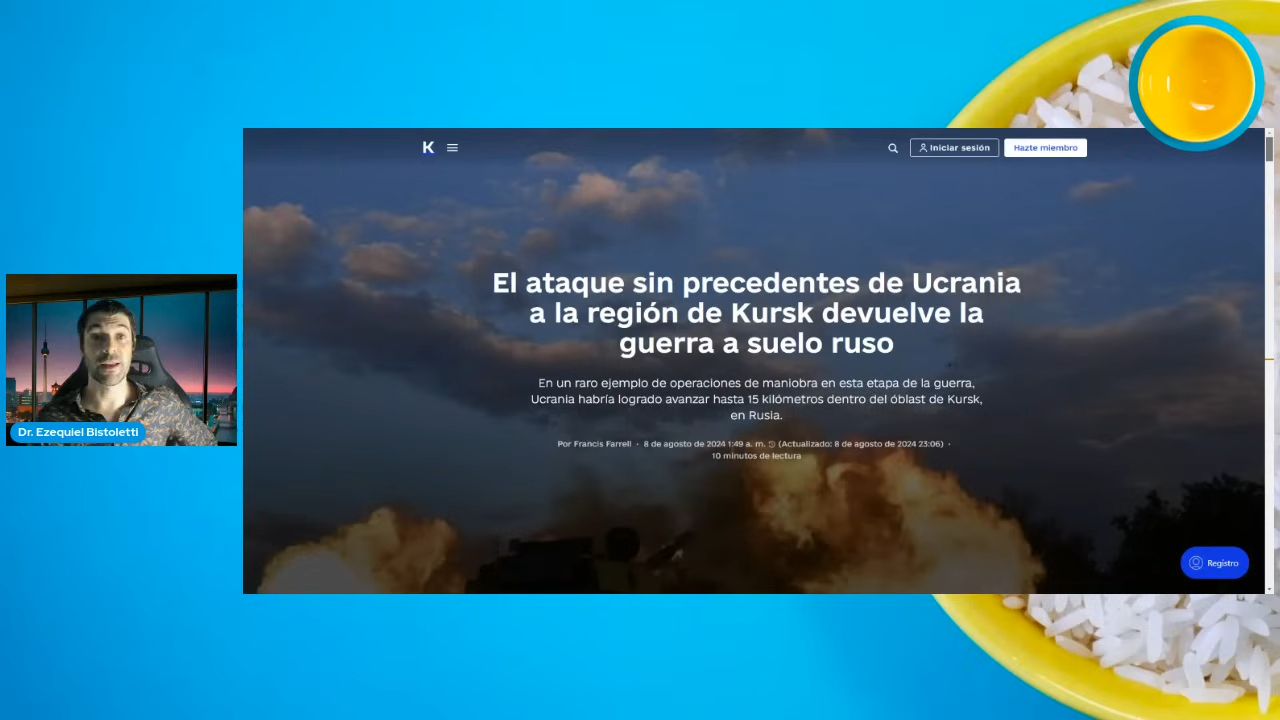 K
Iniciar sesión
Hazte miembro
El ataque sin precedentes de Ucrania
a la región de Kursk devuelve la
guerra a suelo ruso
En un raro ejemplo de operaciones de maniobra en esta etapa de la guerra,
Ucrania habría logrado avanzar hasta 15 kilómetros dentro del óblast de Kursk,
en Rusia.
Por Francis Farrell · 8 de agosto de 2024 1:49 a. m. (Actualizado: 8 de agosto de 2024 23:06) ·
10 minutos de lectura
Dr. Ezequiel Bistoletti
Registro